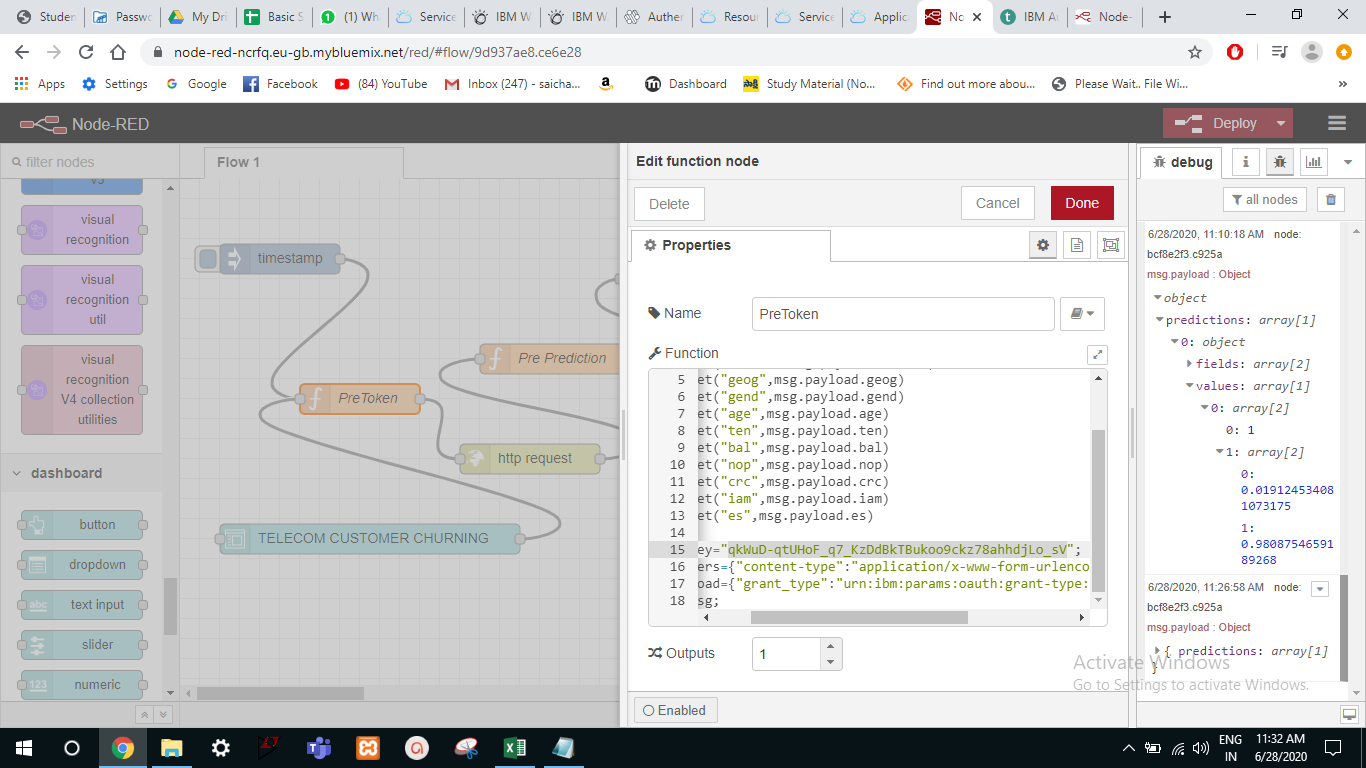 Studer
Passwo
My Dri
Basic S
(1) Wh
Service
IBM W
IBM W
Auther
Resour
Service
Applic
No
IBM Au
Node-
node-red-ncrfq.eu-gb.mybluemix.net/red/#flow/9d937ae8.ce6e28
Apps
Settings
Google
Facebook
(84) YouTube
Inbox (247) - saicha...
Dashboard
Study Material (No...
Find out more abou...
Please Wait.. File Wi...
Node-RED
Deploy
filter nodes
V3
visual
recognition
visual
recognition
util
visual
recognition
V4 collection
utilities
dashboard
button
dropdown
abc text input
slider
123 numeric
Flow 1
timestamp
Pre Prediction
PreToken
http request
TELECOM CUSTOMER CHURNING
Edit function node
Delete
Cancel
Done
Properties
Name
PreToken
Function
5 et("geog",msg.payload.geog)
6 et("gend",msg.payload.gend)
7 et("age",msg.payload.age)
8 et("ten",msg.payload.ten)
9 et("bal",msg.payload.bal)
10 et("nop",msg.payload.nop)
11 et("crc",msg.payload.crc)
12 et("iam",msg.payload.iam)
13 et("es",msg.payload.es)
14
15 ey="qkWuD-qtUHoF_q7_KzDdBkTBukoo9ckz78ahhdjLo_sV";
16 ers={"content-type":"application/x-www-form-urlenco
17 oad={"grant_type":"urn:ibm:params:oauth:grant-type:
18 sg;
Outputs
1
Enabled
debug
all nodes
6/28/2020, 11:10:18 AM node:
bcf8e2f3.c925a
msg.payload : Object
object
predictions: array[1]
0: object
fields: array[2]
values: array[1]
0: array[2]
0: 1
1: array[2]
0:
0.01912453408
1073175
1:
0.98087546591
89268
6/28/2020, 11:26:58 AM node:
bcf8e2f3.c925a
msg.payload : Object
{ predictions: array[1]
}
Activate Windows
Go to Settings to activate Windows.
ENG
IN
11:32 AM
6/28/2020